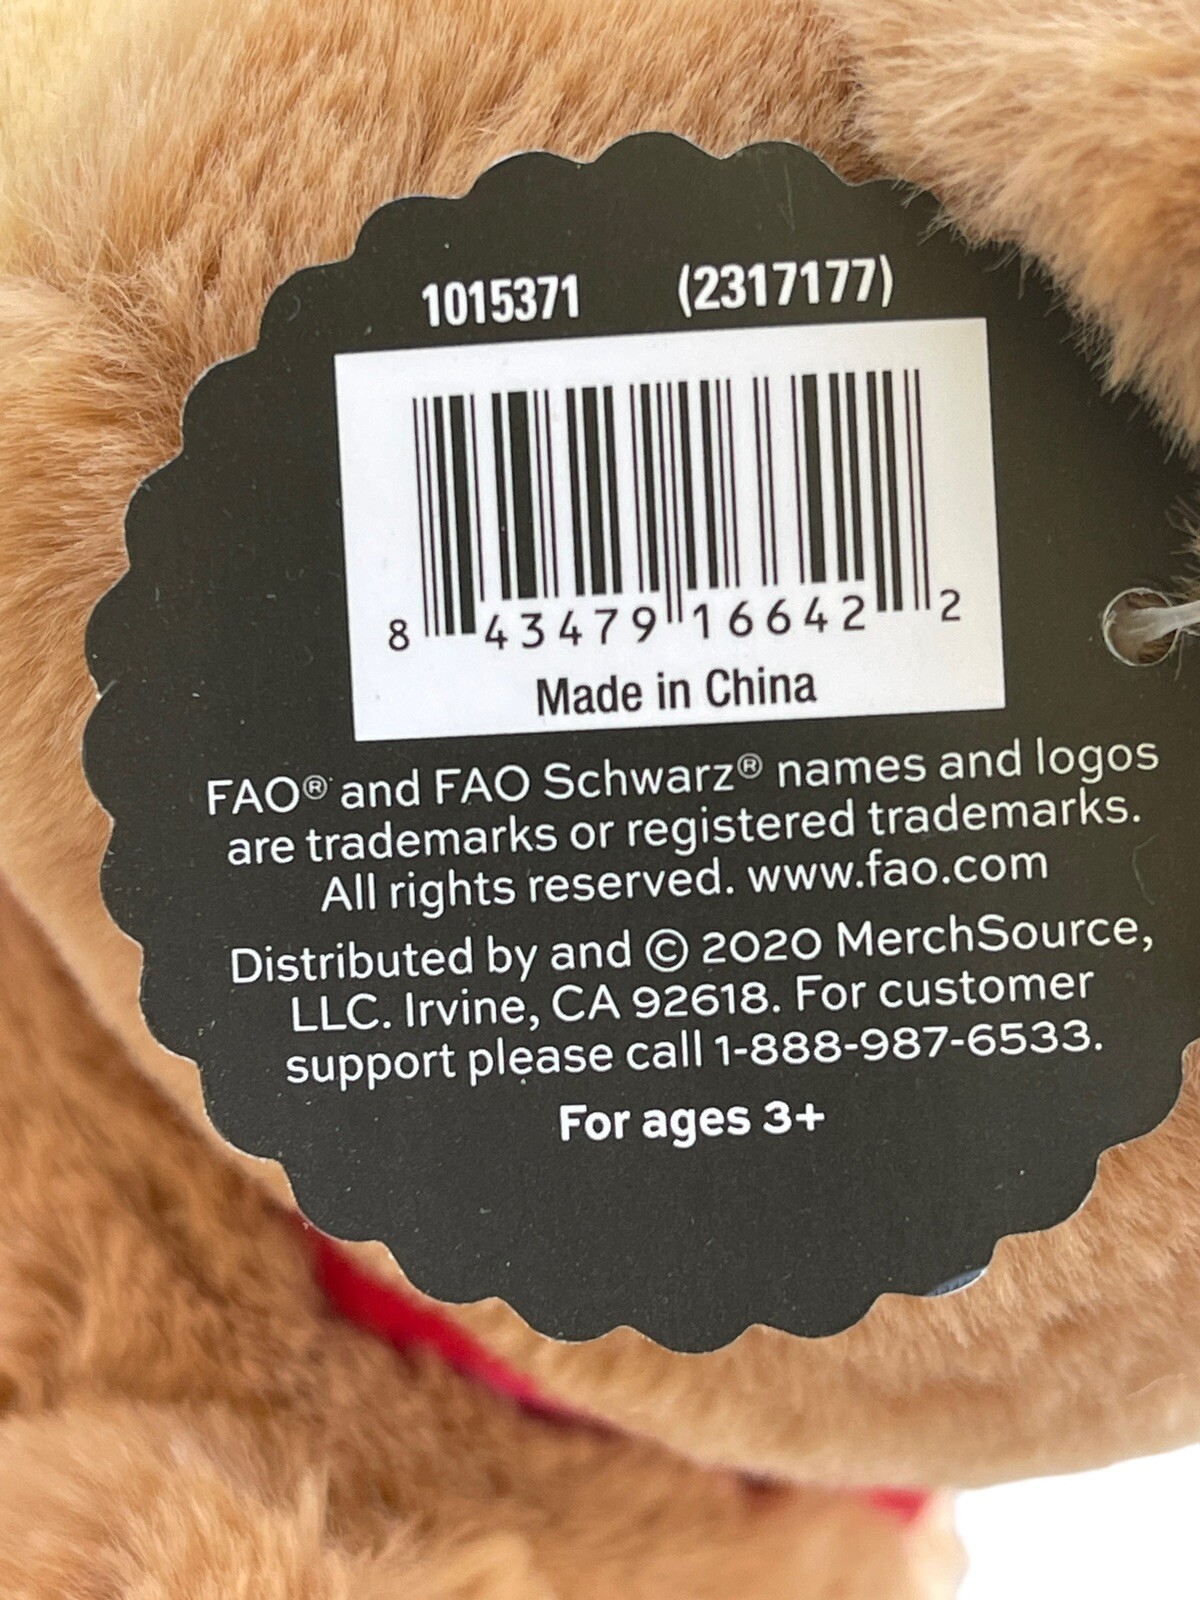 1015371 (2317177)
8 43479 16642 2
Made in China
FAO® and FAO Schwarz® names and logos
are trademarks or registered trademarks.
All rights reserved. www.fao.com
Distributed by and © 2020 MerchSource,
LLC. Irvine, CA 92618. For customer
support please call 1-888-987-6533.
For ages 3+